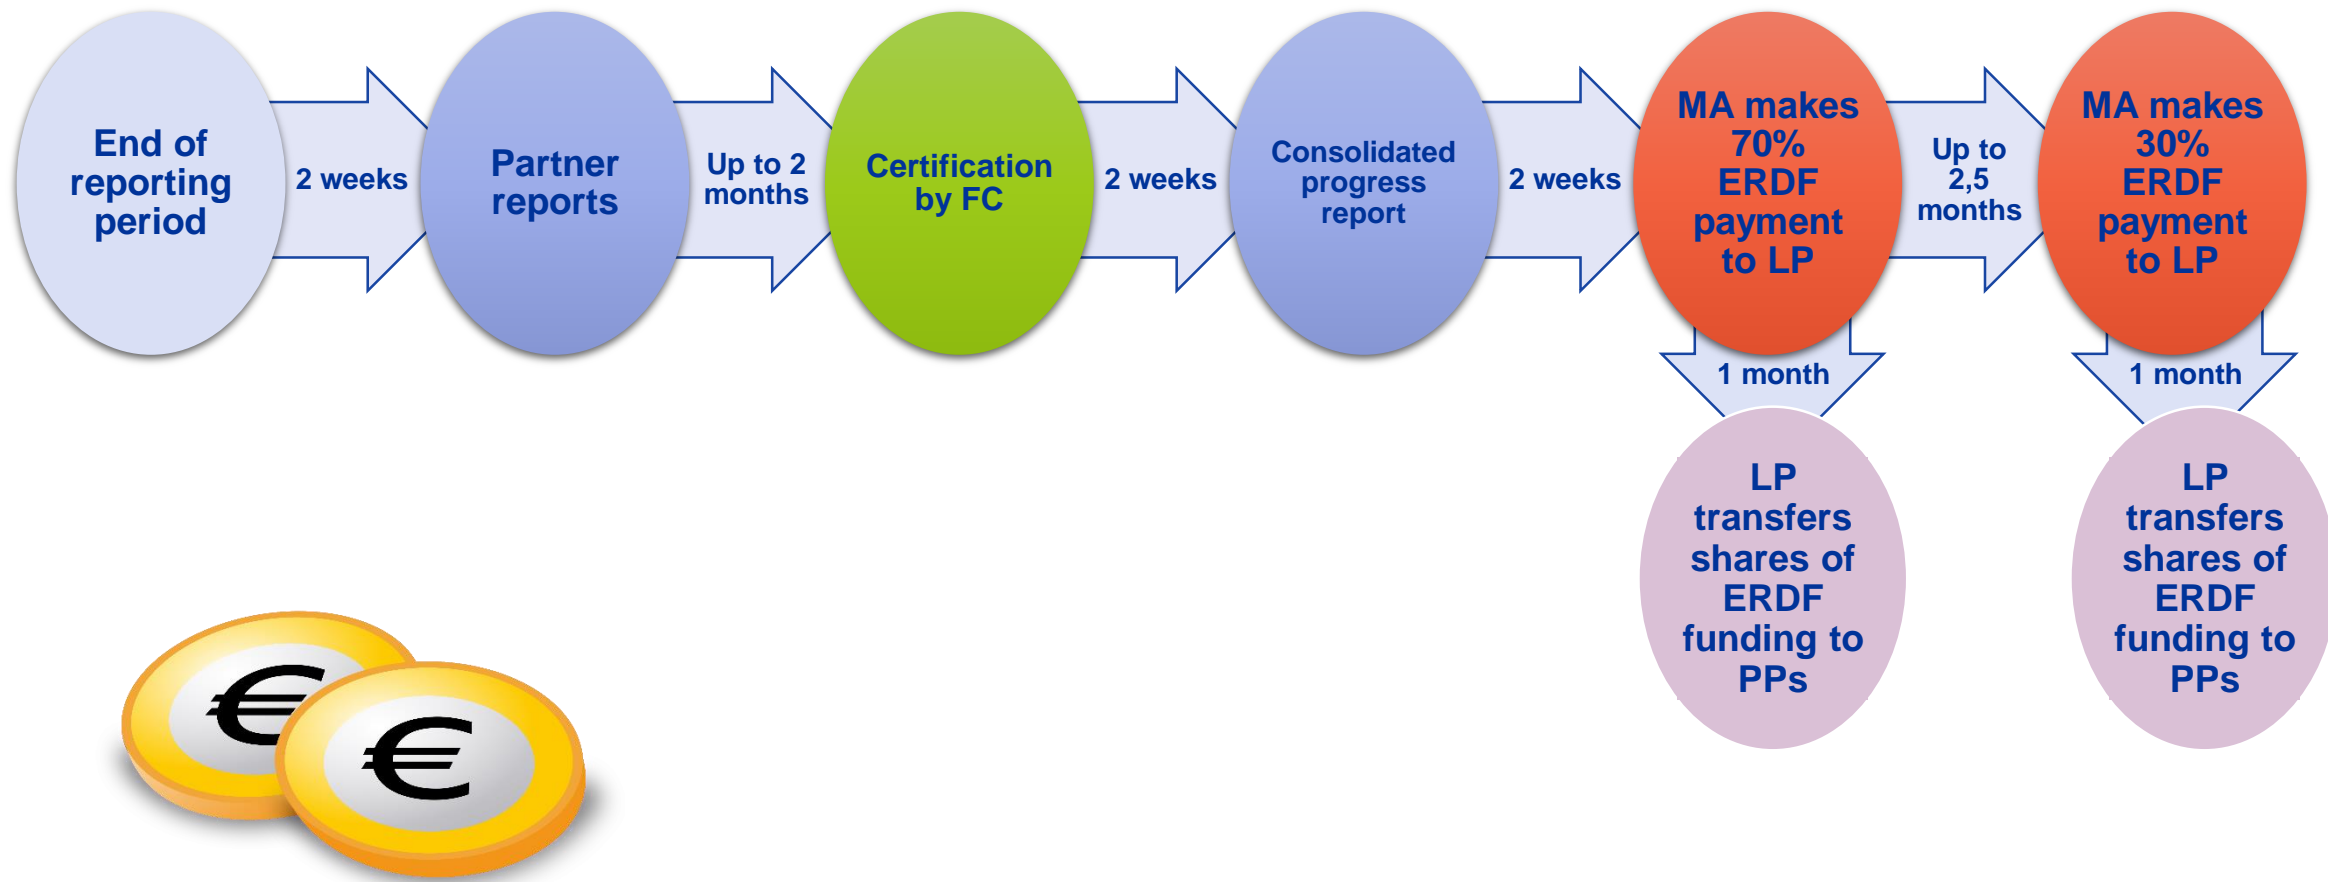 End of
reporting
period
2 weeks
Partner
reports
Up to 2
months
Certification
by FC
2 weeks
Consolidated
progress
report
2 weeks
MA makes
70%
ERDF
payment
to LP
Up to
2,5
months
MA makes
30%
ERDF
payment
to LP
1 month
1 month
LP
transfers
shares of
ERDF
funding to
PPs
LP
transfers
shares of
ERDF
funding to
PPs
€
€